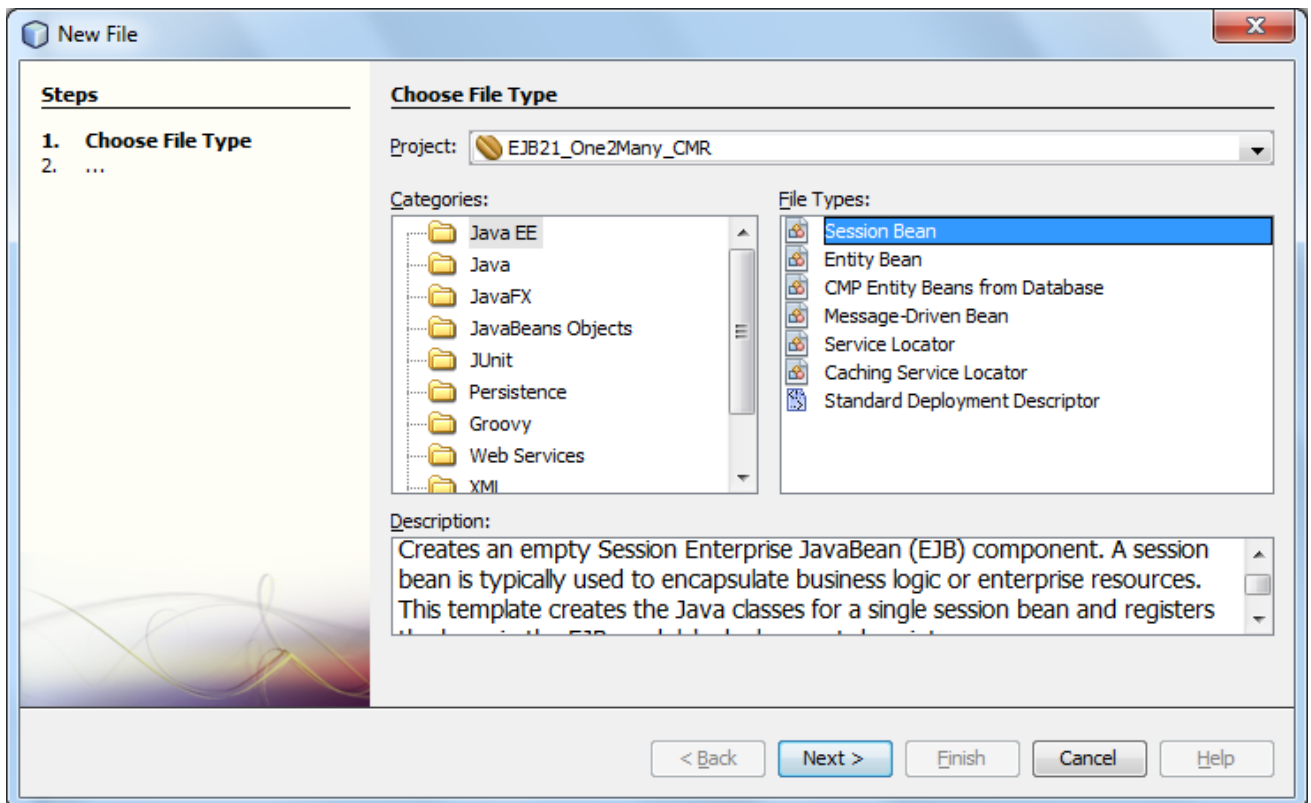 New File
Steps
1. Choose File Type
2. ...
Choose File Type
Project: EJB21_One2Many_CMR
Categories:
Java EE
Java
JavaFX
JavaBeans Objects
JUnit
Persistence
Groovy
Web Services
XML
File Types:
Session Bean
Entity Bean
CMP Entity Beans from Database
Message-Driven Bean
Service Locator
Caching Service Locator
Standard Deployment Descriptor
Description:
Creates an empty Session Enterprise JavaBean (EJB) component. A session
bean is typically used to encapsulate business logic or enterprise resources.
This template creates the Java classes for a single session bean and registers
< Back
Next >
Finish
Cancel
Help